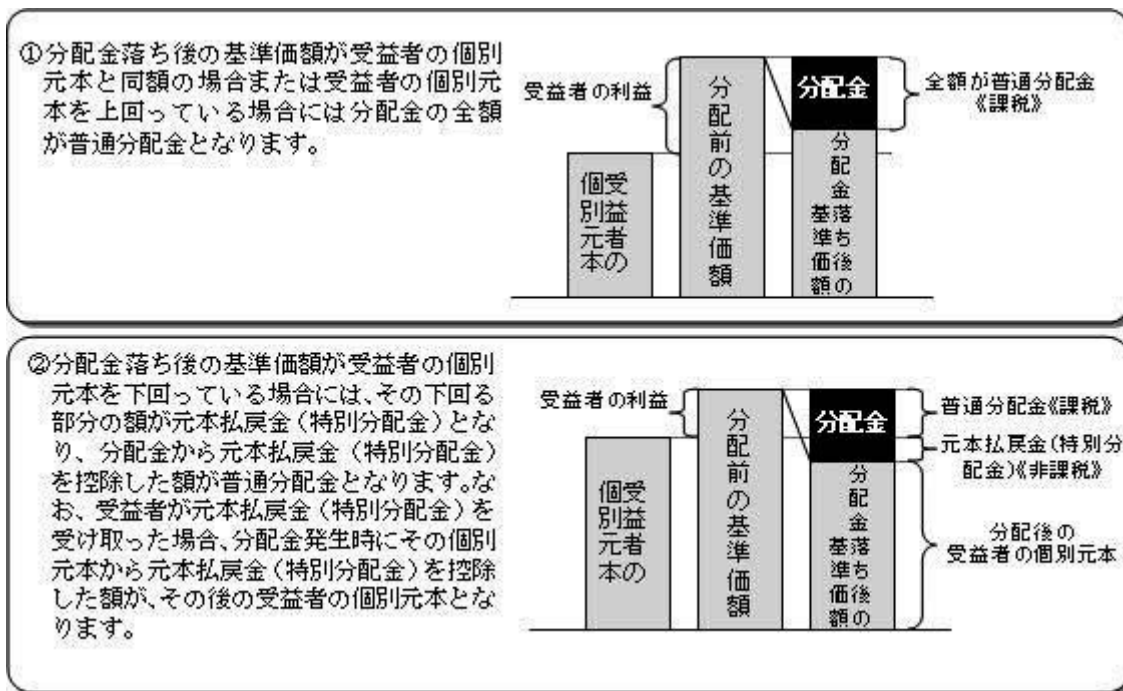 ①分配金落ち後の基準価額が受益者の個別
元本と同額の場合または受益者の個別元
本を上回っている場合には分配金の全額
が普通分配金となります。
受益者の利益
受益者の
個別元本
分配前の基準価額
分配金
分配金落ち後の
基準価額
全額が普通分配金
《課税》
②分配金落ち後の基準価額が受益者の個別
元本を下回っている場合には、その下回る
部分の額が元本払戻金（特別分配金）とな
り、分配金から元本払戻金（特別分配金）
を控除した額が普通分配金となります。な
お、受益者が元本払戻金（特別分配金）を
受け取った場合、分配金発生時にその個別
元本から元本払戻金（特別分配金）を控除
した額が、その後の受益者の個別元本とな
ります。
受益者の利益
受益者の
個別元本
分配前の基準価額
分配金
分配金落ち後の
基準価額
普通分配金《課税》
元本払戻金（特別分
配金）《非課税》
分配後の
受益者の個別元本